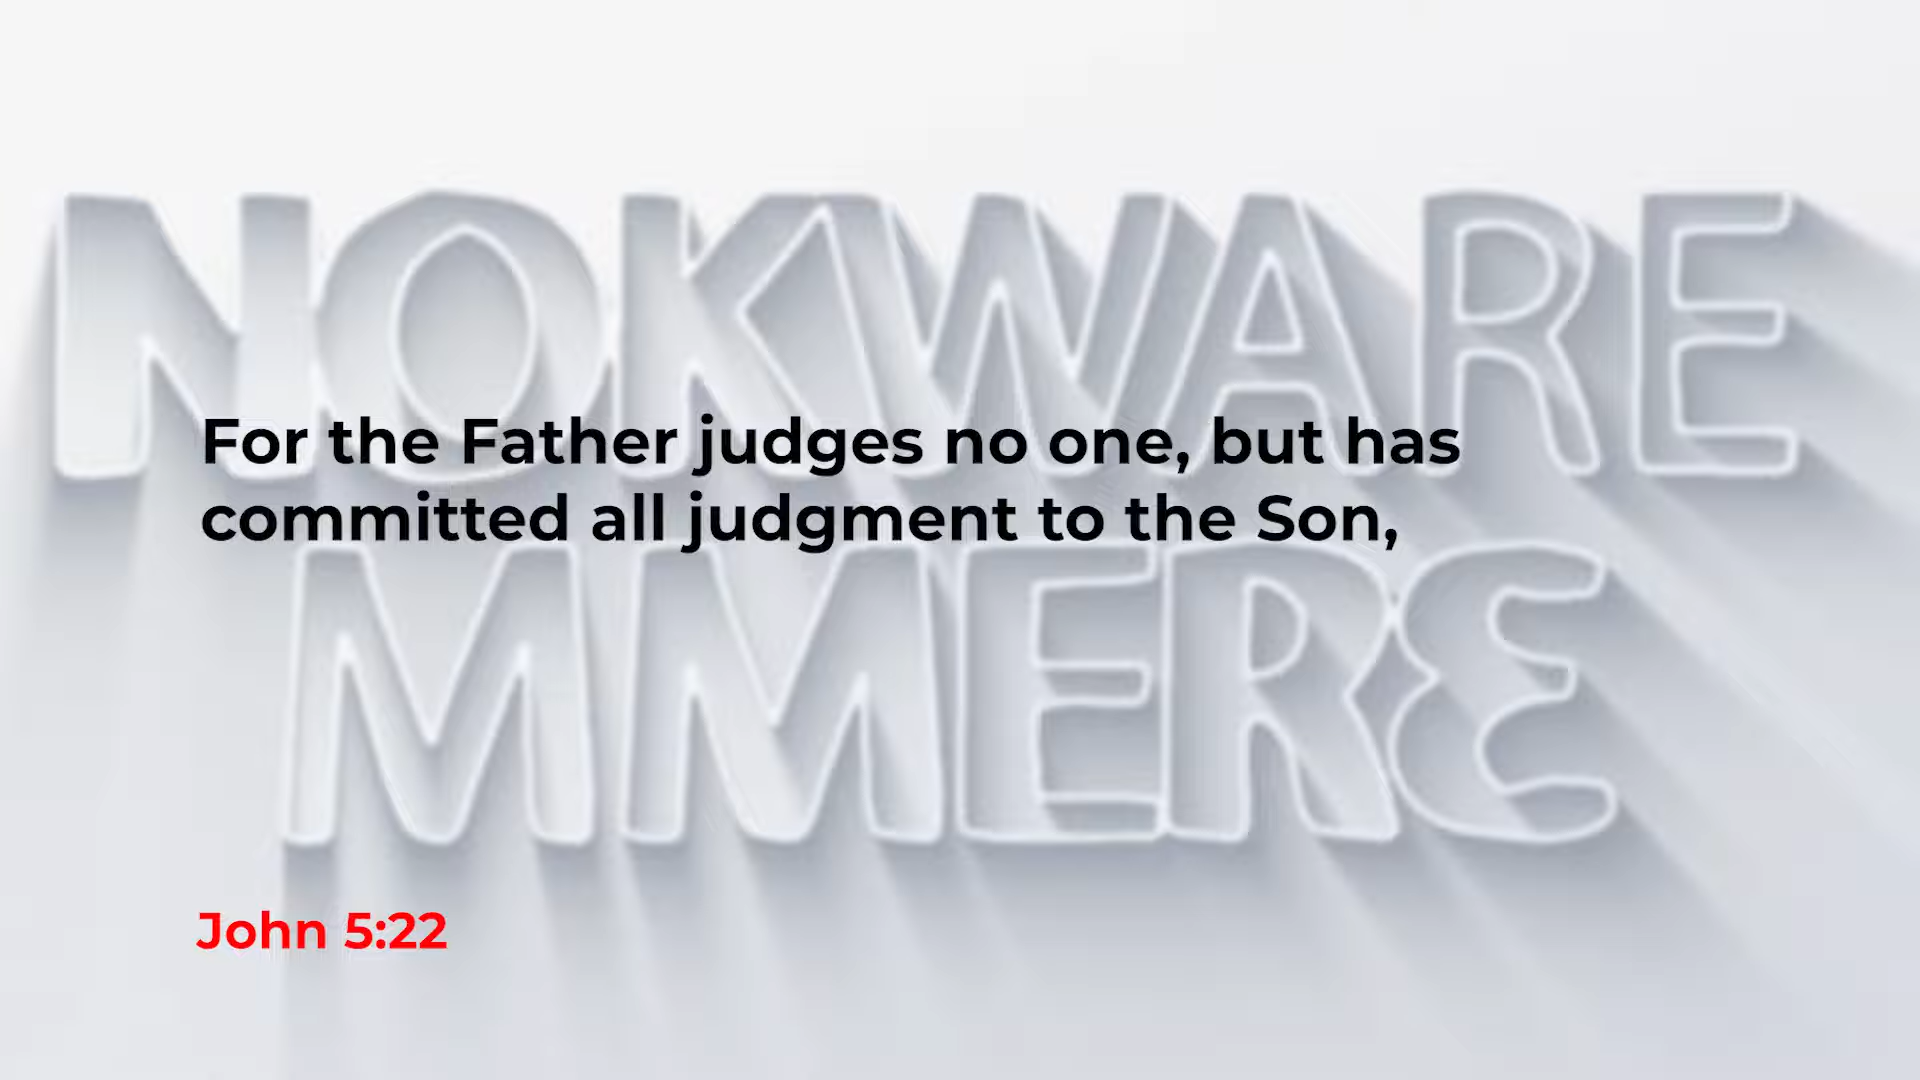 NOKWARE
For the Father judges no one, but has
committed all judgment to the Son,
MMERƐ
John 5:22